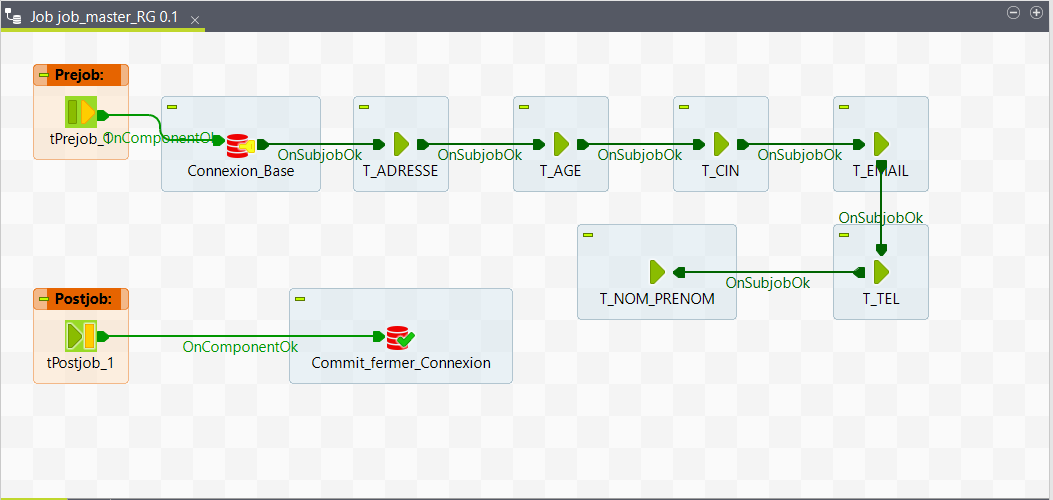 Job job_master_RG 0.1
Prejob:
tPrejob_1
OnComponentOk
Connexion_Base
OnSubjobOk
T_ADRESSE
OnSubjobOk
T_AGE
OnSubjobOk
T_CIN
OnSubjobOk
T_EMAIL
OnSubjobOk
T_NOM_PRENOM
OnSubjobOk
T_TEL
Postjob:
tPostjob_1
OnComponentOk
Commit_fermer_Connexion